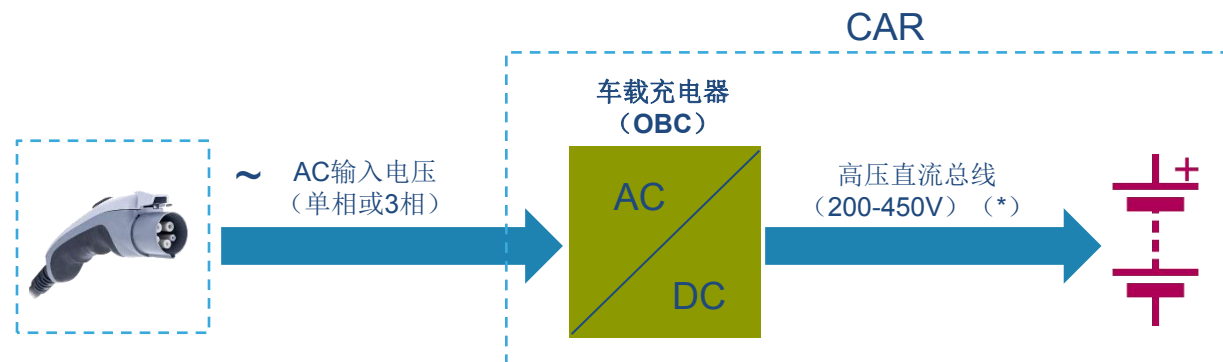 CAR
车载充电器
（OBC）
~
AC输入电压
（单相或3相）
AC
DC
高压直流总线
（200-450V）（*）
+